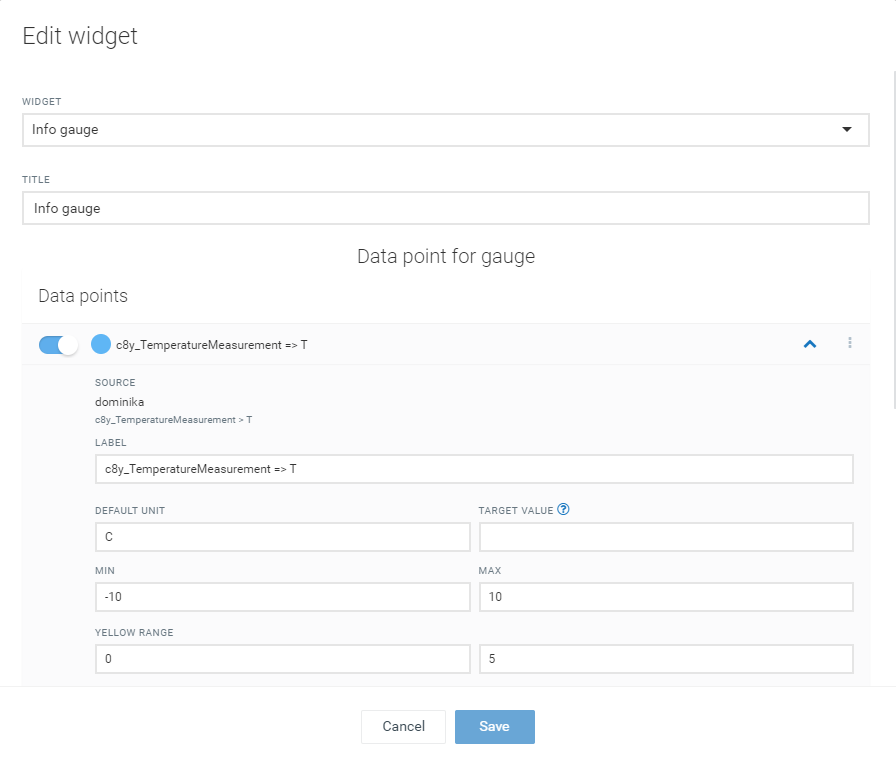 Edit widget
WIDGET
Info gauge
TITLE
Info gauge
Data point for gauge
Data points
c8y_TemperatureMeasurement => T
SOURCE
dominika
c8y_TemperatureMeasurement > T
LABEL
c8y_TemperatureMeasurement => T
DEFAULT UNIT TARGET VALUE ?
C
MIN MAX
-10 10
YELLOW RANGE
0 5
Cancel Save